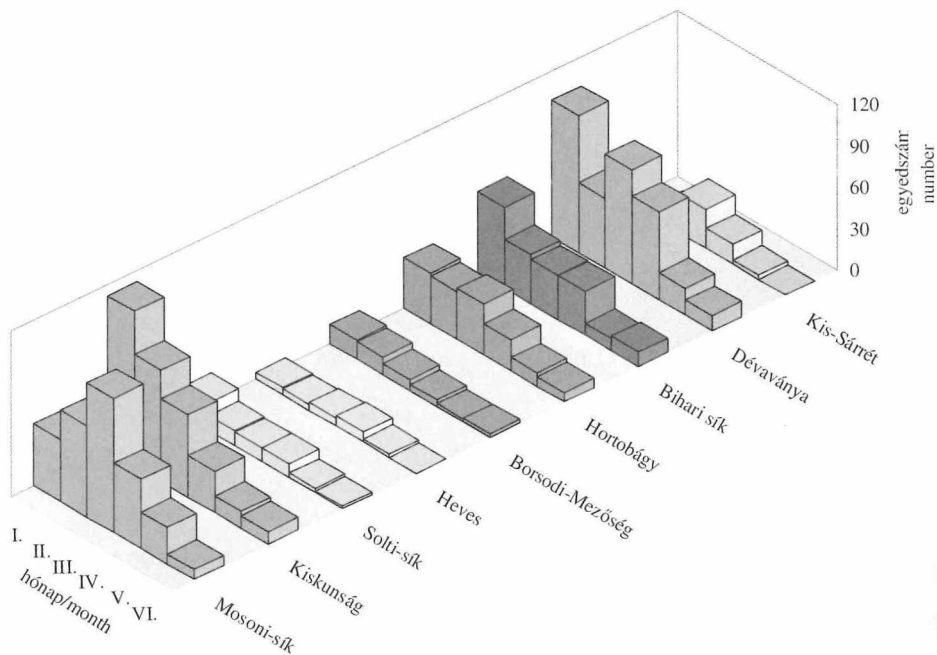 120
90
60
30
0
egyedszám
number
Kis-Sárrét
Dévaványa
Bihari sík
Hortobágy
Borsodi-Mezőség
Heves
Solti-sík
Kiskunság
Mosoni-sík
I.
II.
III.
IV.
V.
VI.
hónap/month